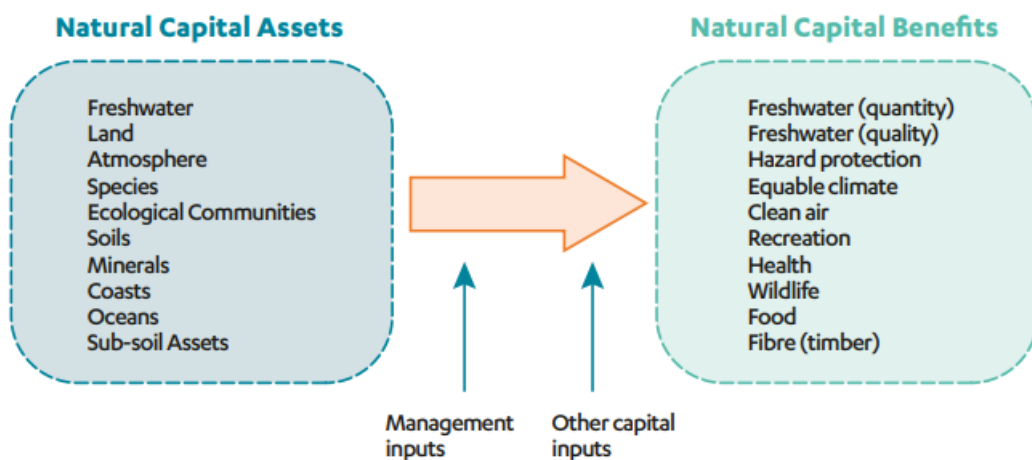 Natural Capital Assets
Freshwater
Land
Atmosphere
Species
Ecological Communities
Soils
Minerals
Coasts
Oceans
Sub-soil Assets
Management
inputs
Other capital
inputs
Natural Capital Benefits
Freshwater (quantity)
Freshwater (quality)
Hazard protection
Equable climate
Clean air
Recreation
Health
Wildlife
Food
Fibre (timber)